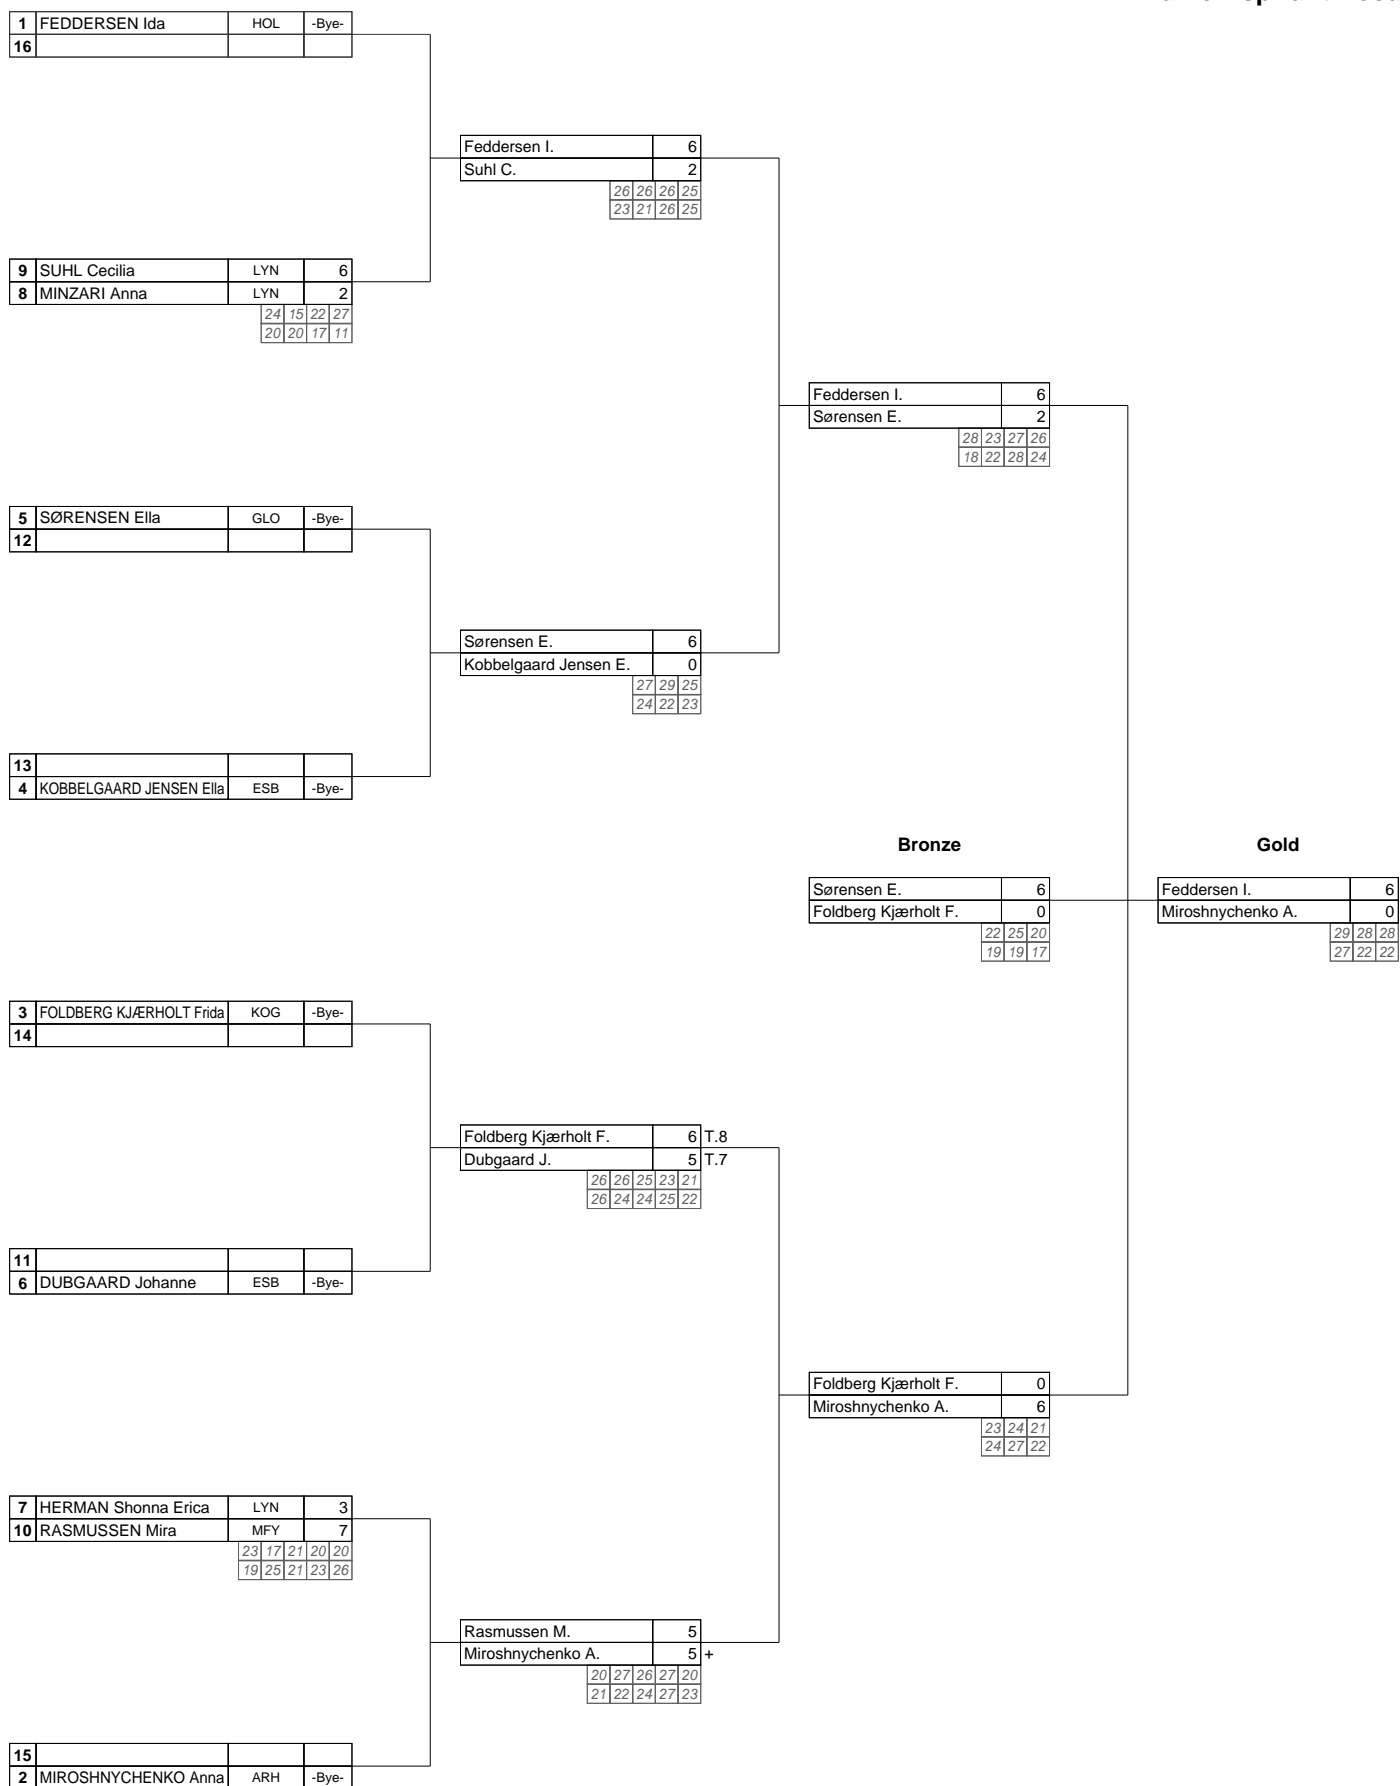 1 FEDDERSEN Ida HOL -Bye-
16
Feddersen I. 6
Suhl C. 2
26 26 26 25
23 21 26 25
9 SUHL Cecilia LYN 6
8 MINZARI Anna LYN 2
24 15 22 27
20 20 17 11
Feddersen I. 6
Sørensen E. 2
28 23 27 26
18 22 28 24
5 SØRENSEN Ella GLO -Bye-
12
Sørensen E. 6
Kobbelgaard Jensen E. 0
27 29 25
24 22 23
13
4 KOBBELGAARD JENSEN Ella ESB -Bye-
Bronze
Sørensen E. 6
Foldberg Kjærholt F. 0
22 25 20
19 19 17
Gold
Feddersen I. 6
Miroshnychenko A. 0
29 28 28
27 22 22
3 FOLDBERG KJÆRHOLT Frida KOG -Bye-
14
Foldberg Kjærholt F. 6 T.8
Dubgaard J. 5 T.7
26 26 25 23 21
26 24 24 25 22
11
6 DUBGAARD Johanne ESB -Bye-
Foldberg Kjærholt F. 0
Miroshnychenko A. 6
23 24 21
24 27 22
7 HERMAN Shonna Erica LYN 3
10 RASMUSSEN Mira MFY 7
23 17 21 20 20
19 25 21 23 26
Rasmussen M. 5
Miroshnychenko A. 5 +
20 27 26 27 20
21 22 24 27 23
15
2 MIROSHNYCHENKO Anna ARH -Bye-